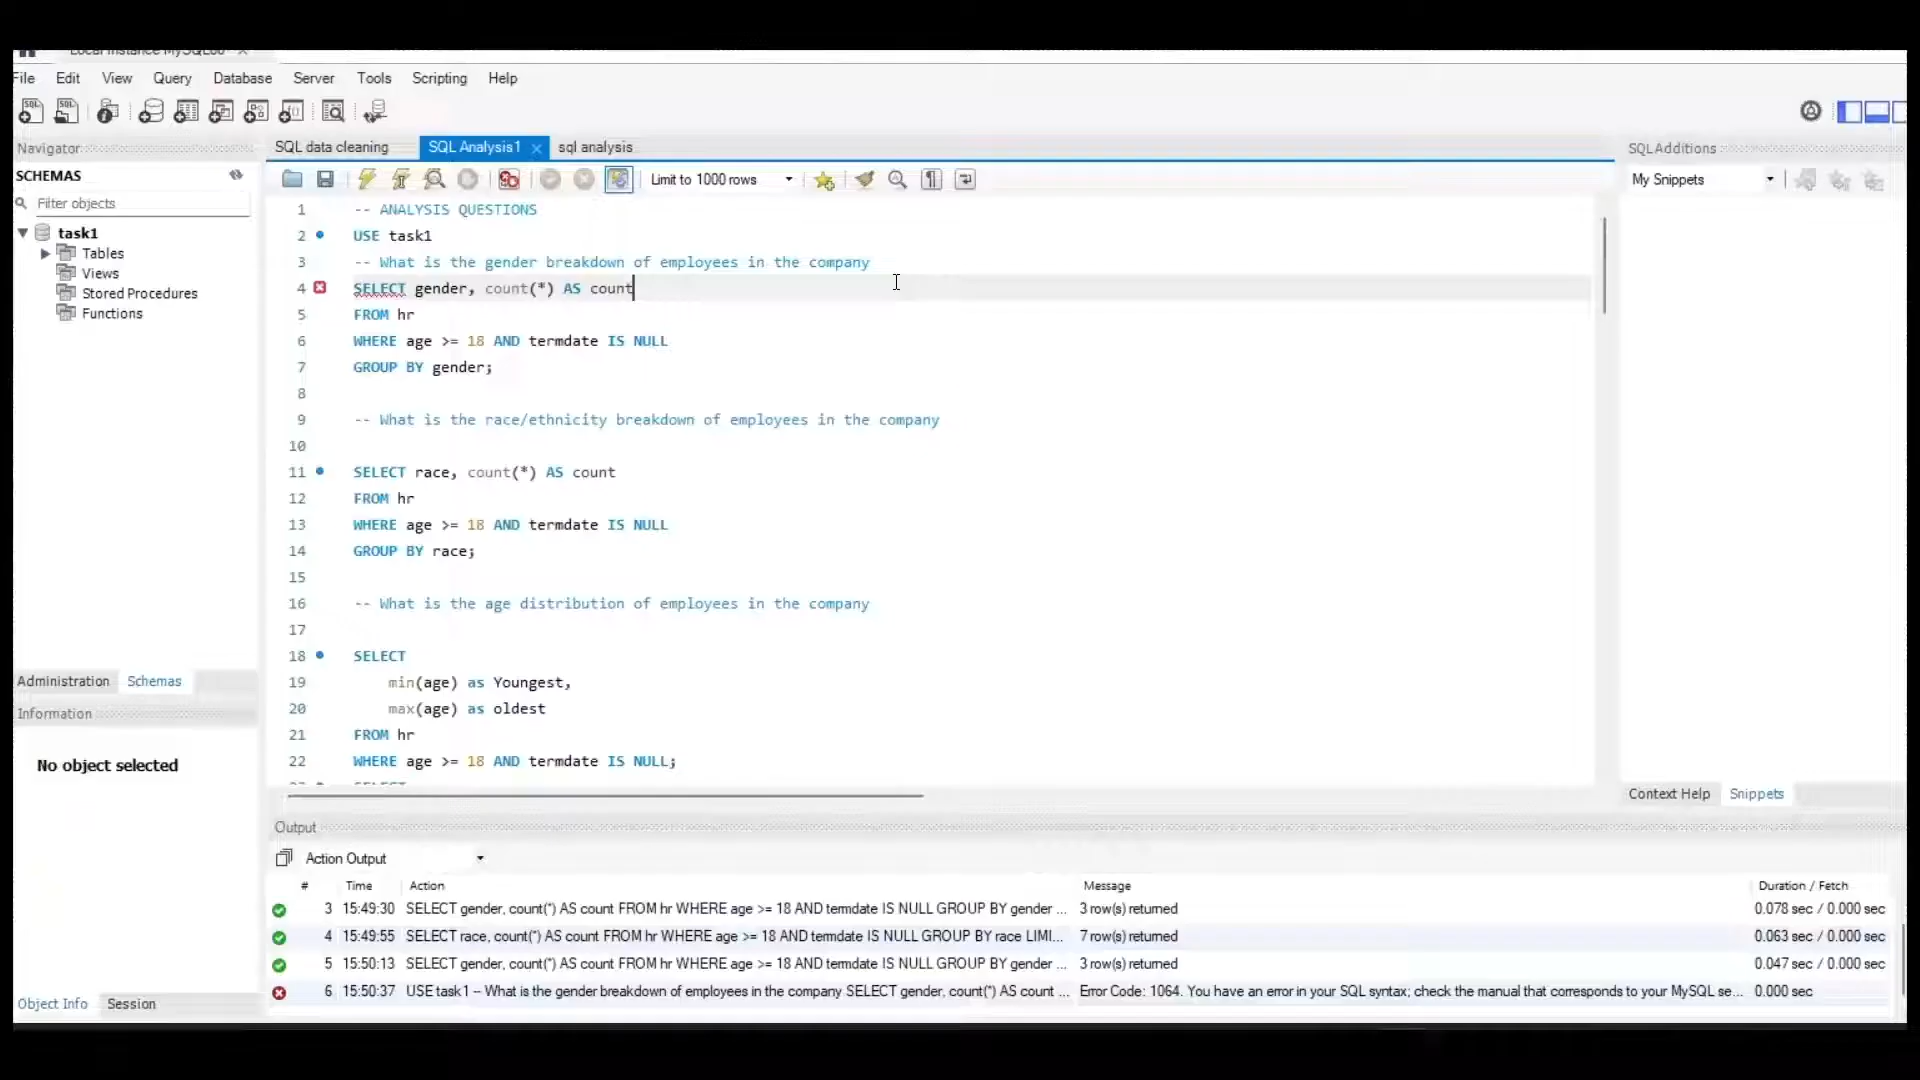 File Edit View Query Database Server Tools Scripting Help
Navigator
SCHEMAS
Filter objects
task1
Tables
Views
Stored Procedures
Functions
Administration Schemas
Information
No object selected
Object Info Session
SQL data cleaning SQL Analysis1 sql analysis
Limit to 1000 rows
1 -- ANALYSIS QUESTIONS
2 USE task1
3 -- What is the gender breakdown of employees in the company
4 SELECT gender, count(*) AS count
5 FROM hr
6 WHERE age >= 18 AND termdate IS NULL
7 GROUP BY gender;
8
9 -- What is the race/ethnicity breakdown of employees in the company
10
11 SELECT race, count(*) AS count
12 FROM hr
13 WHERE age >= 18 AND termdate IS NULL
14 GROUP BY race;
15
16 -- What is the age distribution of employees in the company
17
18 SELECT
19 min(age) as Youngest,
20 max(age) as oldest
21 FROM hr
22 WHERE age >= 18 AND termdate IS NULL;
SQLAdditions
My Snippets
Context Help Snippets
Output
Action Output
# Time Action Message Duration / Fetch
3 15:49:30 SELECT gender, count(*) AS count FROM hr WHERE age >= 18 AND termdate IS NULL GROUP BY gender ... 3 row(s) returned 0.078 sec / 0.000 sec
4 15:49:55 SELECT race, count(*) AS count FROM hr WHERE age >= 18 AND termdate IS NULL GROUP BY race LIMI... 7 row(s) returned 0.063 sec / 0.000 sec
5 15:50:13 SELECT gender, count(*) AS count FROM hr WHERE age >= 18 AND termdate IS NULL GROUP BY gender ... 3 row(s) returned 0.047 sec / 0.000 sec
6 15:50:37 USE task1 -- What is the gender breakdown of employees in the company SELECT gender, count(*) AS count ... Error Code: 1064. You have an error in your SQL syntax; check the manual that corresponds to your MySQL se... 0.000 sec